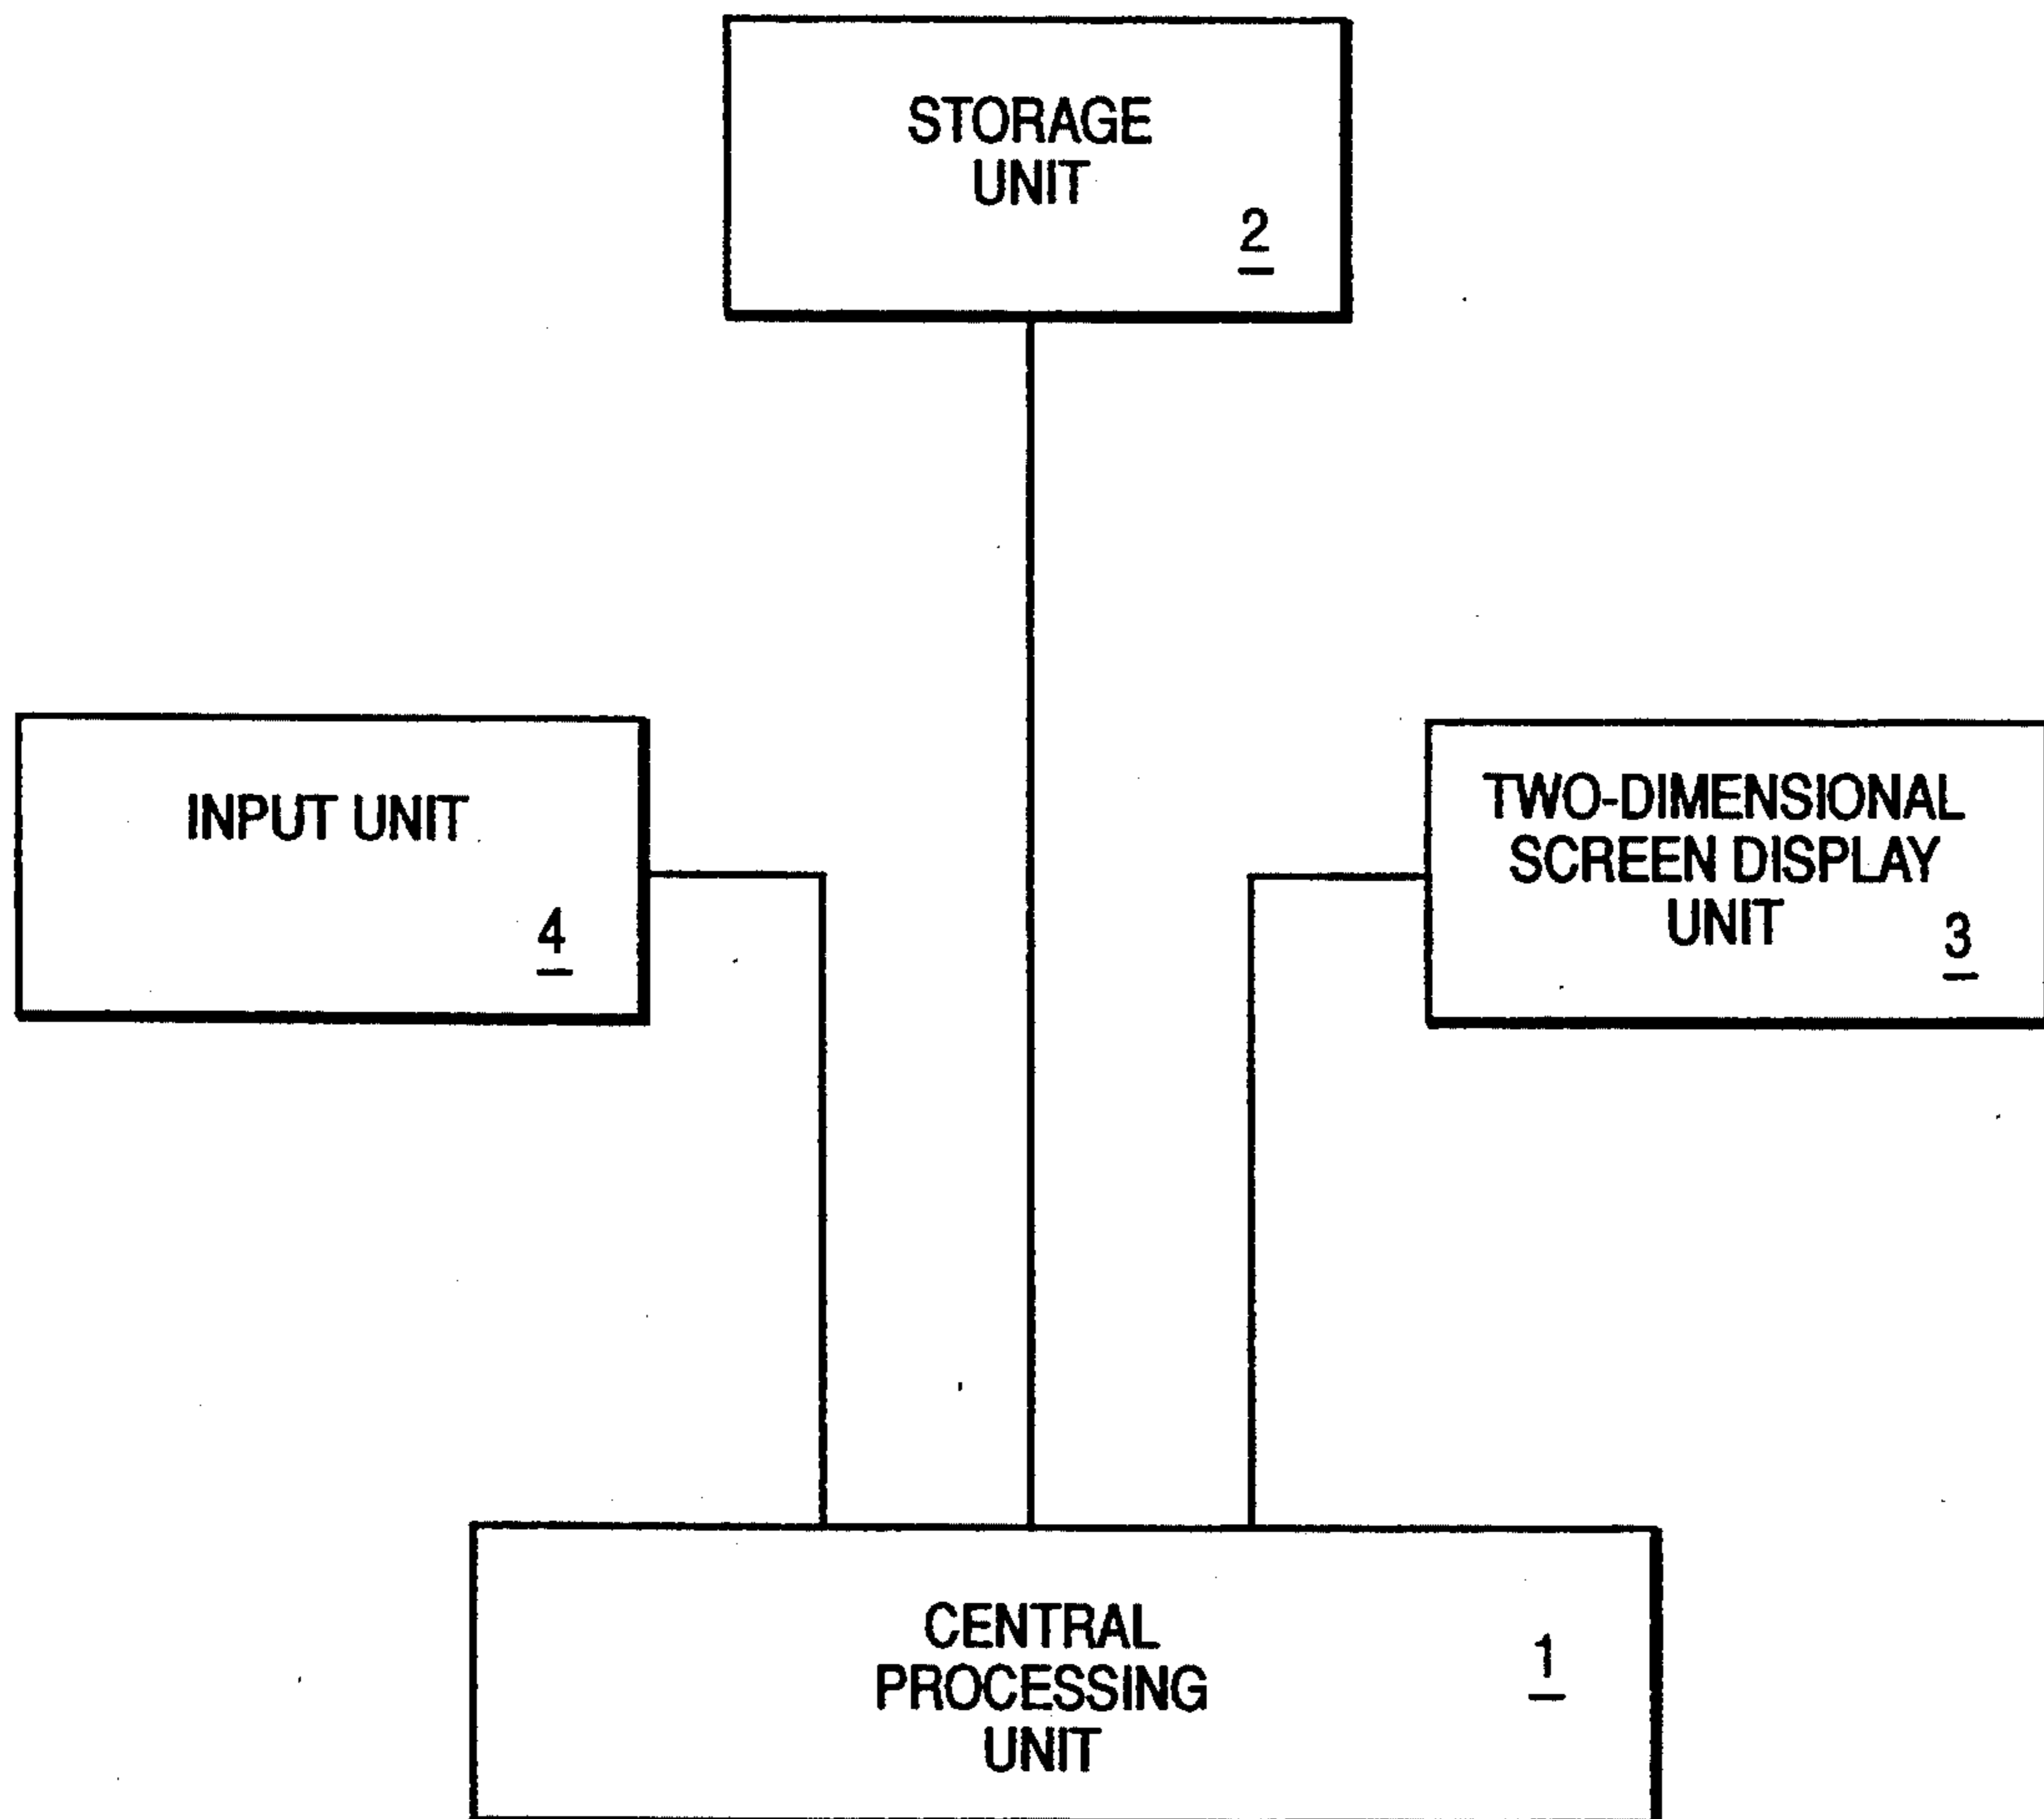 STORAGE
UNIT
2
INPUT UNIT
4
TWO-DIMENSIONAL
SCREEN DISPLAY
UNIT
3
CENTRAL
PROCESSING
UNIT
1